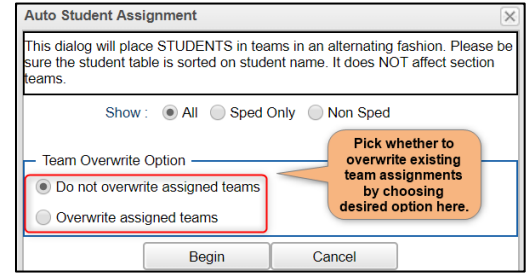 Auto Student Assignment
This dialog will place STUDENTS in teams in an alternating fashion. Please be
sure the student table is sorted on student name. It does NOT affect section
teams.
Show : All Sped Only Non Sped
Team Overwrite Option
Do not overwrite assigned teams
Overwrite assigned teams
Pick whether to
overwrite existing
team assignments
by choosing
desired option here.
Begin Cancel